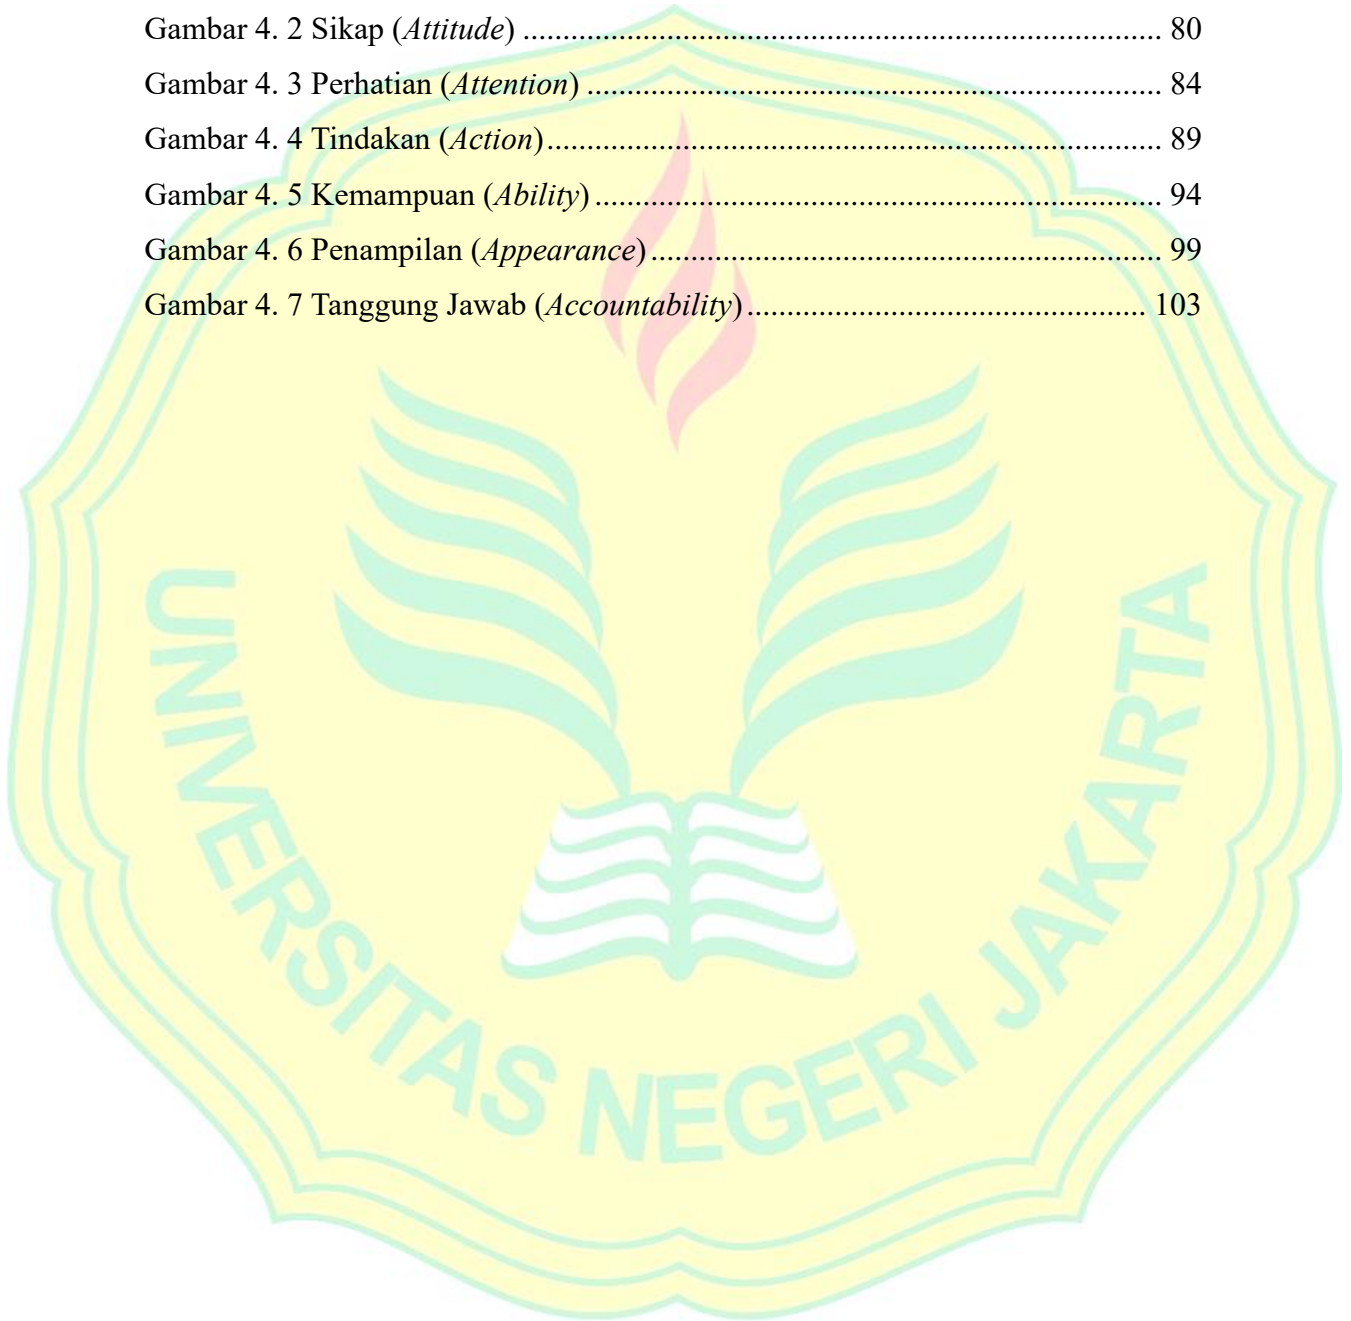 Gambar 4. 2 Sikap (Attitude) ................................................................................ 80
Gambar 4. 3 Perhatian (Attention) ........................................................................ 84
Gambar 4. 4 Tindakan (Action) ............................................................................. 89
Gambar 4. 5 Kemampuan (Ability) ....................................................................... 94
Gambar 4. 6 Penampilan (Appearance) ................................................................ 99
Gambar 4. 7 Tanggung Jawab (Accountability) .................................................. 103
UNIVERSITAS NEGERI JAKARTA